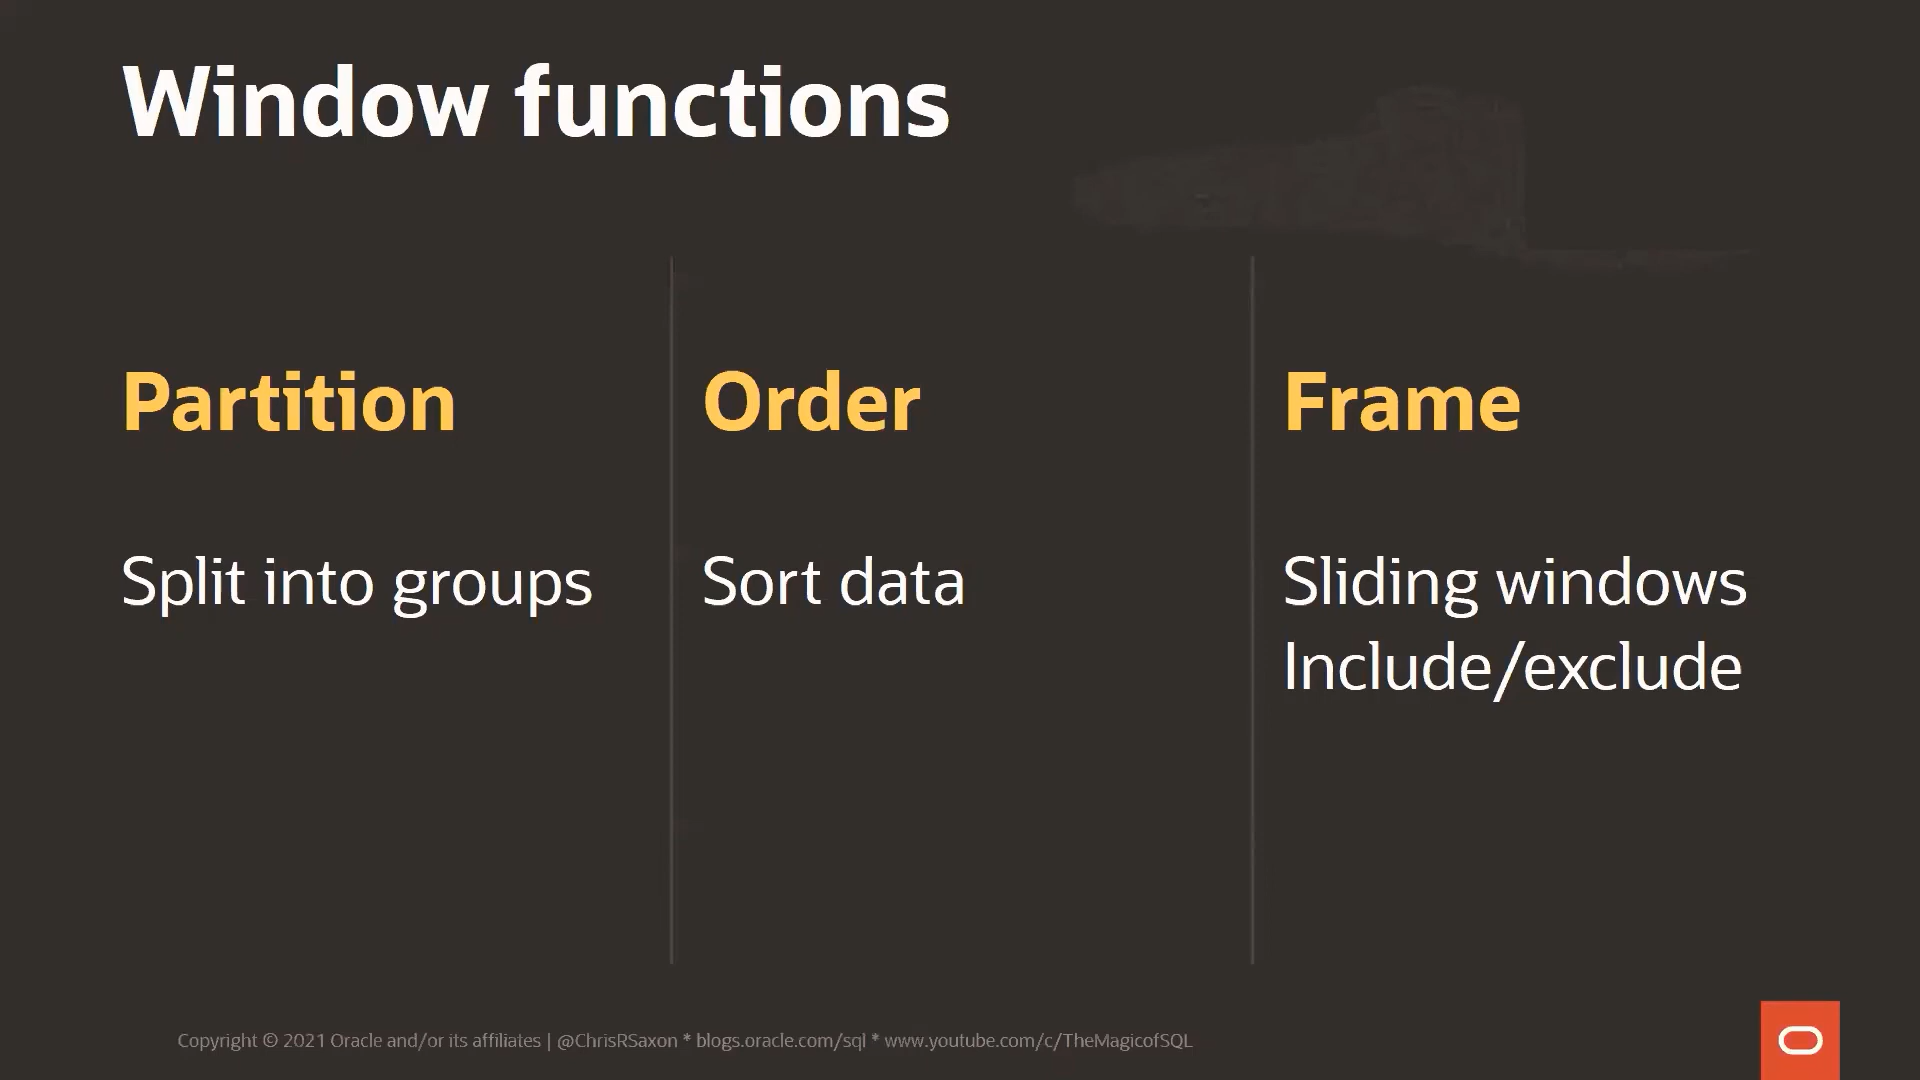 Window functions
Partition
Split into groups
Order
Sort data
Frame
Sliding windows
Include/exclude
Copyright © 2021 Oracle and/or its affiliates | @ChrisRSaxon * blogs.oracle.com/sql * www.youtube.com/c/TheMagicofSQL